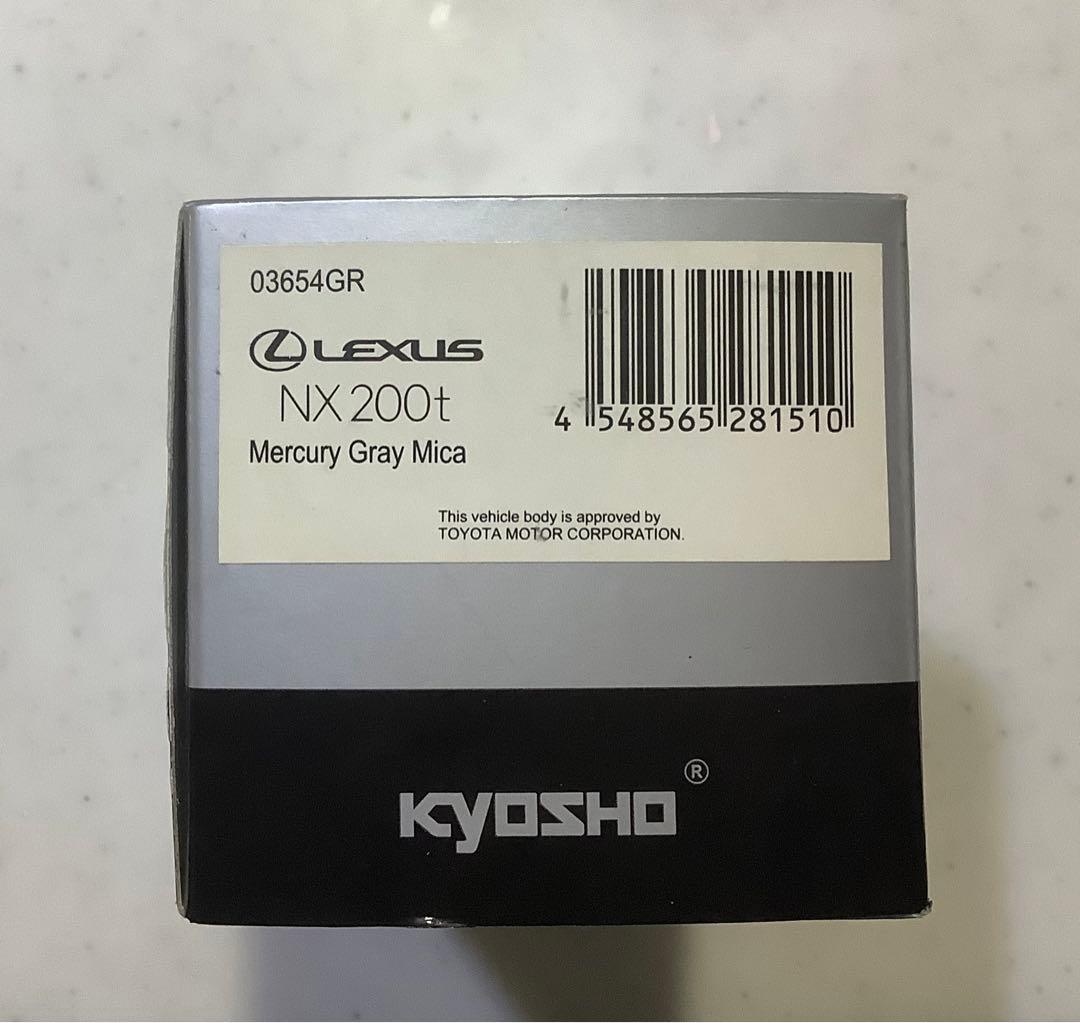 03654GR
LEXUS
NX 200t
Mercury Gray Mica
4 548565 281510
This vehicle body is approved by
TOYOTA MOTOR CORPORATION.
KYOSHO®